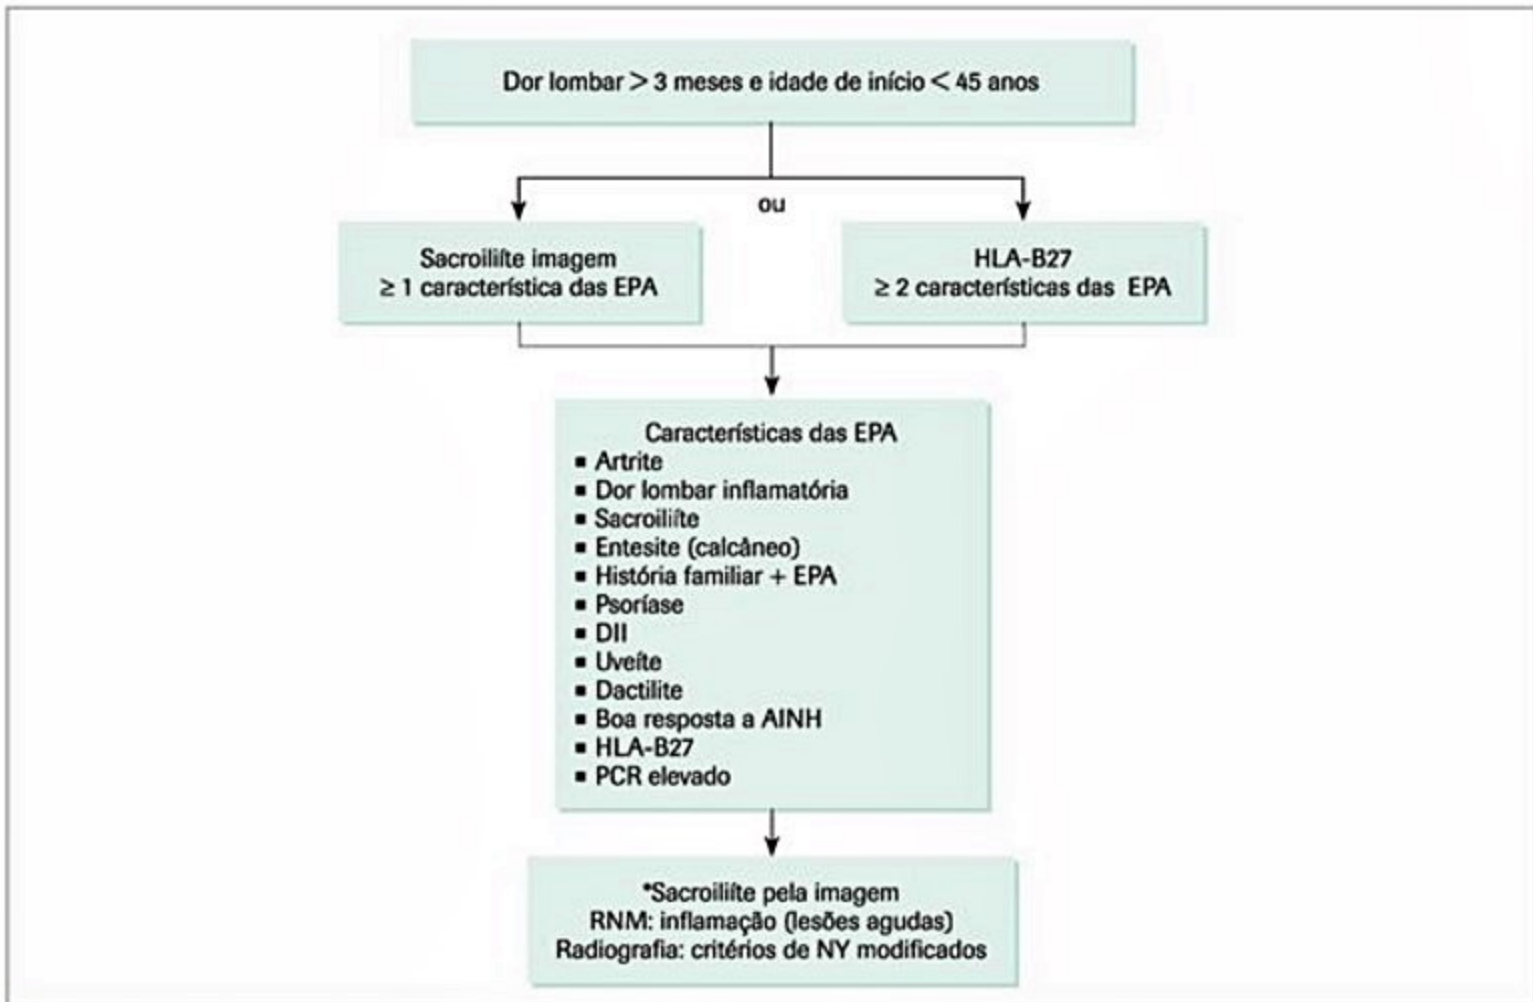 Dor lombar > 3 meses e idade de início < 45 anos
ou
Sacroiliíte imagem
≥ 1 característica das EPA
HLA-B27
≥ 2 características das EPA
Características das EPA
▪ Artrite
▪ Dor lombar inflamatória
▪ Sacroiliíte
▪ Entesite (calcâneo)
▪ História familiar + EPA
▪ Psoríase
▪ DII
▪ Uveíte
▪ Dactilite
▪ Boa resposta a AINH
▪ HLA-B27
▪ PCR elevado
*Sacroiliíte pela imagem
RNM: inflamação (lesões agudas)
Radiografia: critérios de NY modificados